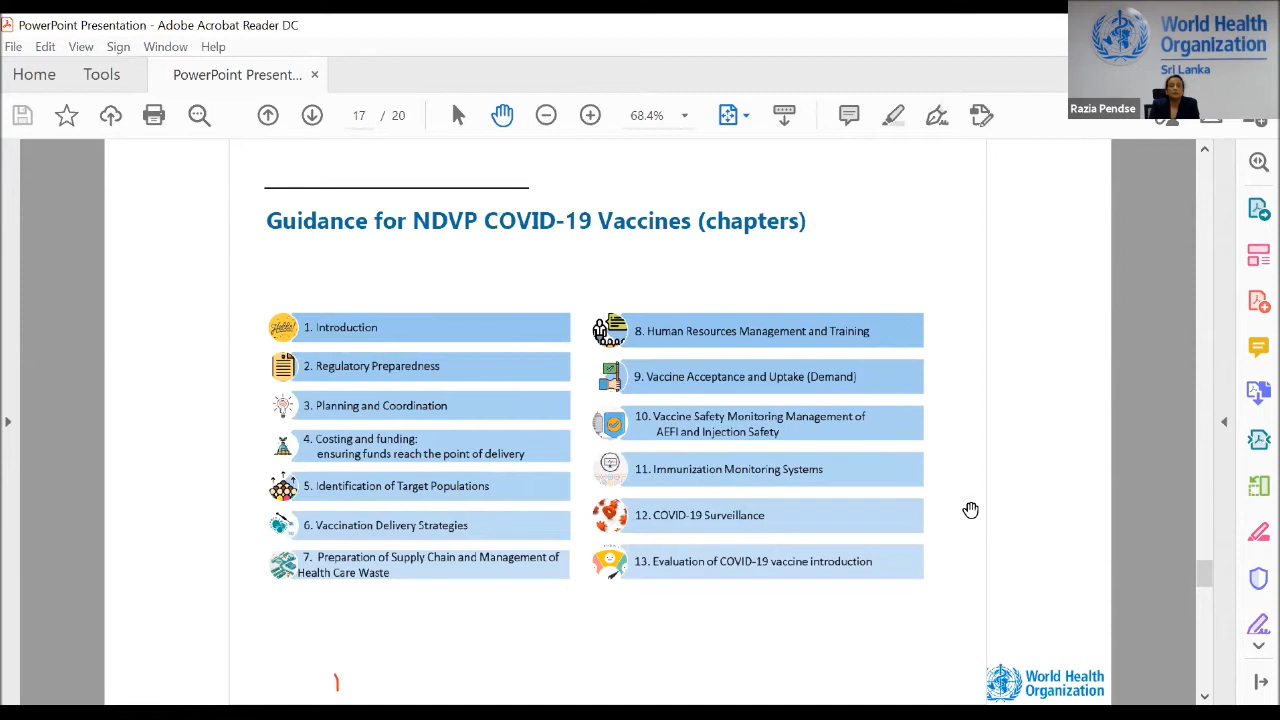 PowerPoint Presentation - Adobe Acrobat Reader DC
File Edit View Sign Window Help
Home Tools PowerPoint Present... ×
17 / 20 68.4%
World Health
Organization
Sri Lanka
Razia Pendse
Guidance for NDVP COVID-19 Vaccines (chapters)
Hello!
1. Introduction
2. Regulatory Preparedness
3. Planning and Coordination
4. Costing and funding:
ensuring funds reach the point of delivery
5. Identification of Target Populations
6. Vaccination Delivery Strategies
7. Preparation of Supply Chain and Management of
Health Care Waste
8. Human Resources Management and Training
9. Vaccine Acceptance and Uptake (Demand)
10. Vaccine Safety Monitoring Management of
AEFI and Injection Safety
11. Immunization Monitoring Systems
12. COVID-19 Surveillance
13. Evaluation of COVID-19 vaccine introduction
World Health
Organization